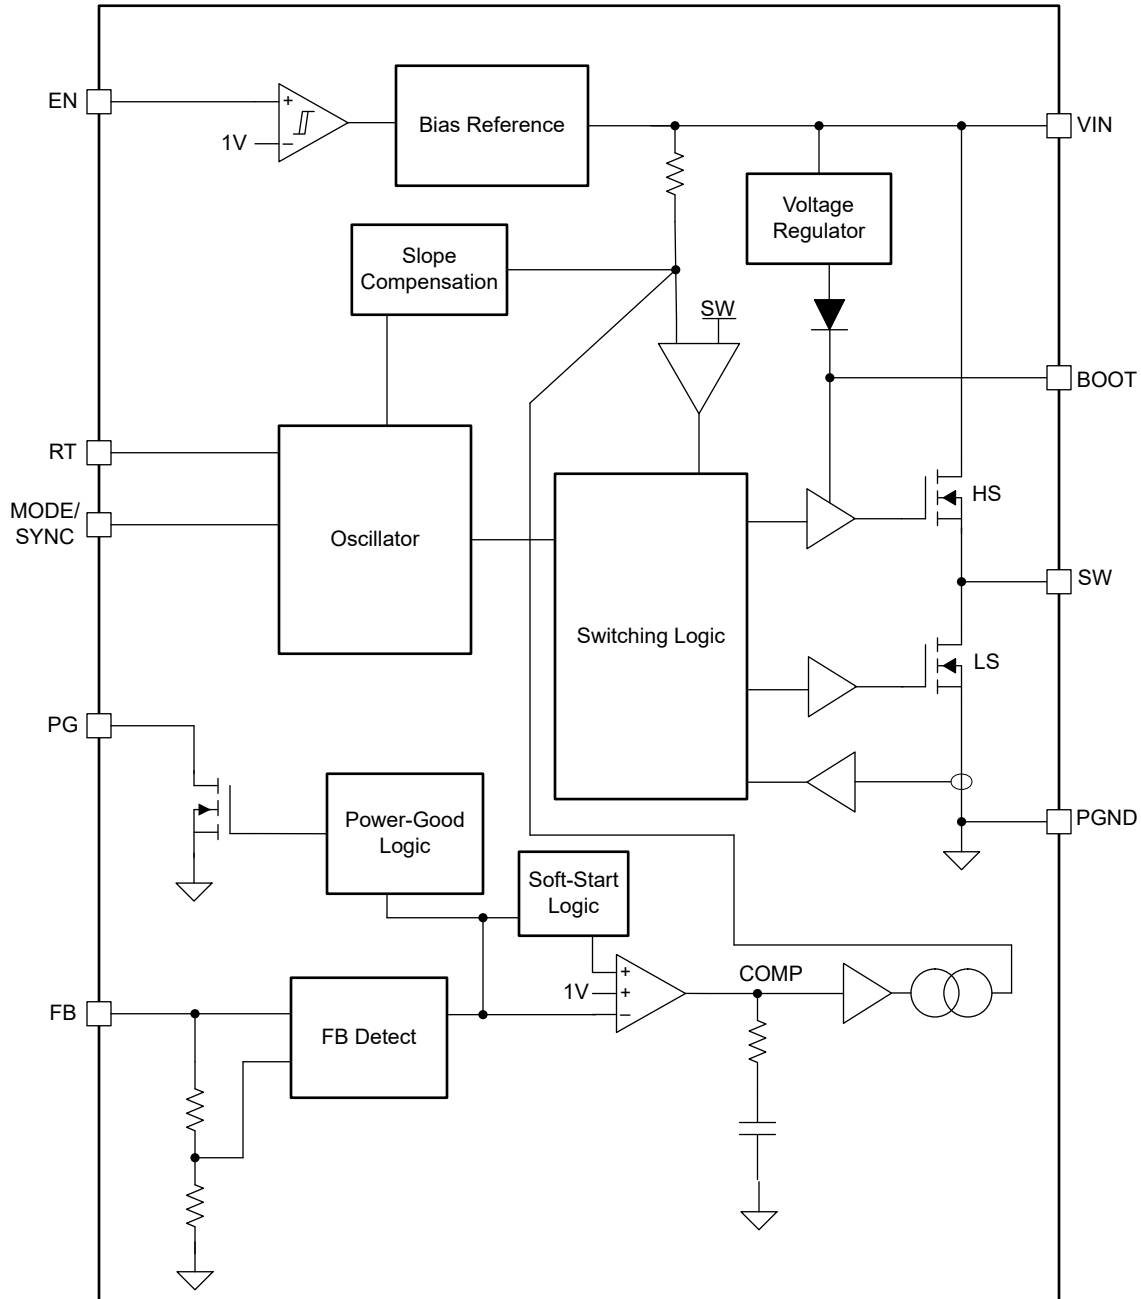 EN
+
1V
−
Bias Reference
VIN
Voltage
Regulator
Slope
Compensation
SW
BOOT
RT
MODE/
SYNC
Oscillator
HS
SW
Switching Logic
LS
PG
Power-Good
Logic
PGND
Soft-Start
Logic
+
1V
+
−
COMP
FB
FB Detect